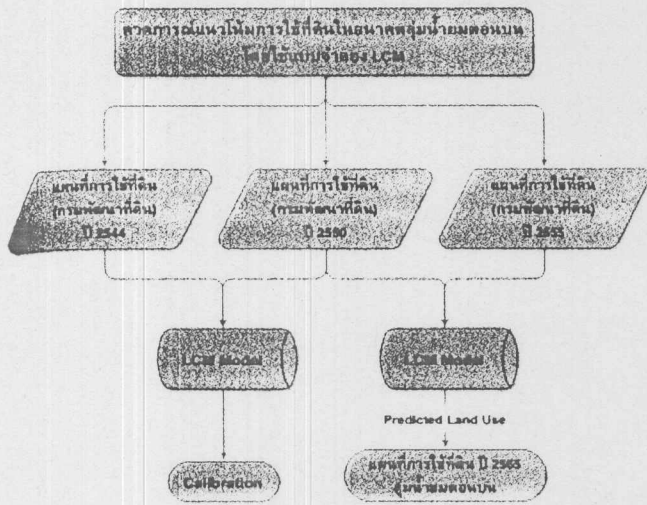 คาดการณ์แนวโน้มการใช้ที่ดินในอนาคตลุ่มน้ำยมตอนบน
โดยใช้แบบจำลอง LCM
แผนที่การใช้ที่ดิน
(กรมพัฒนาที่ดิน)
ปี 2544
แผนที่การใช้ที่ดิน
(กรมพัฒนาที่ดิน)
ปี 2550
แผนที่การใช้ที่ดิน
(กรมพัฒนาที่ดิน)
ปี 2555
LCM Model
LCM Model
Predicted Land Use
Calibration
แผนที่การใช้ที่ดิน ปี 2565
ลุ่มน้ำยมตอนบน